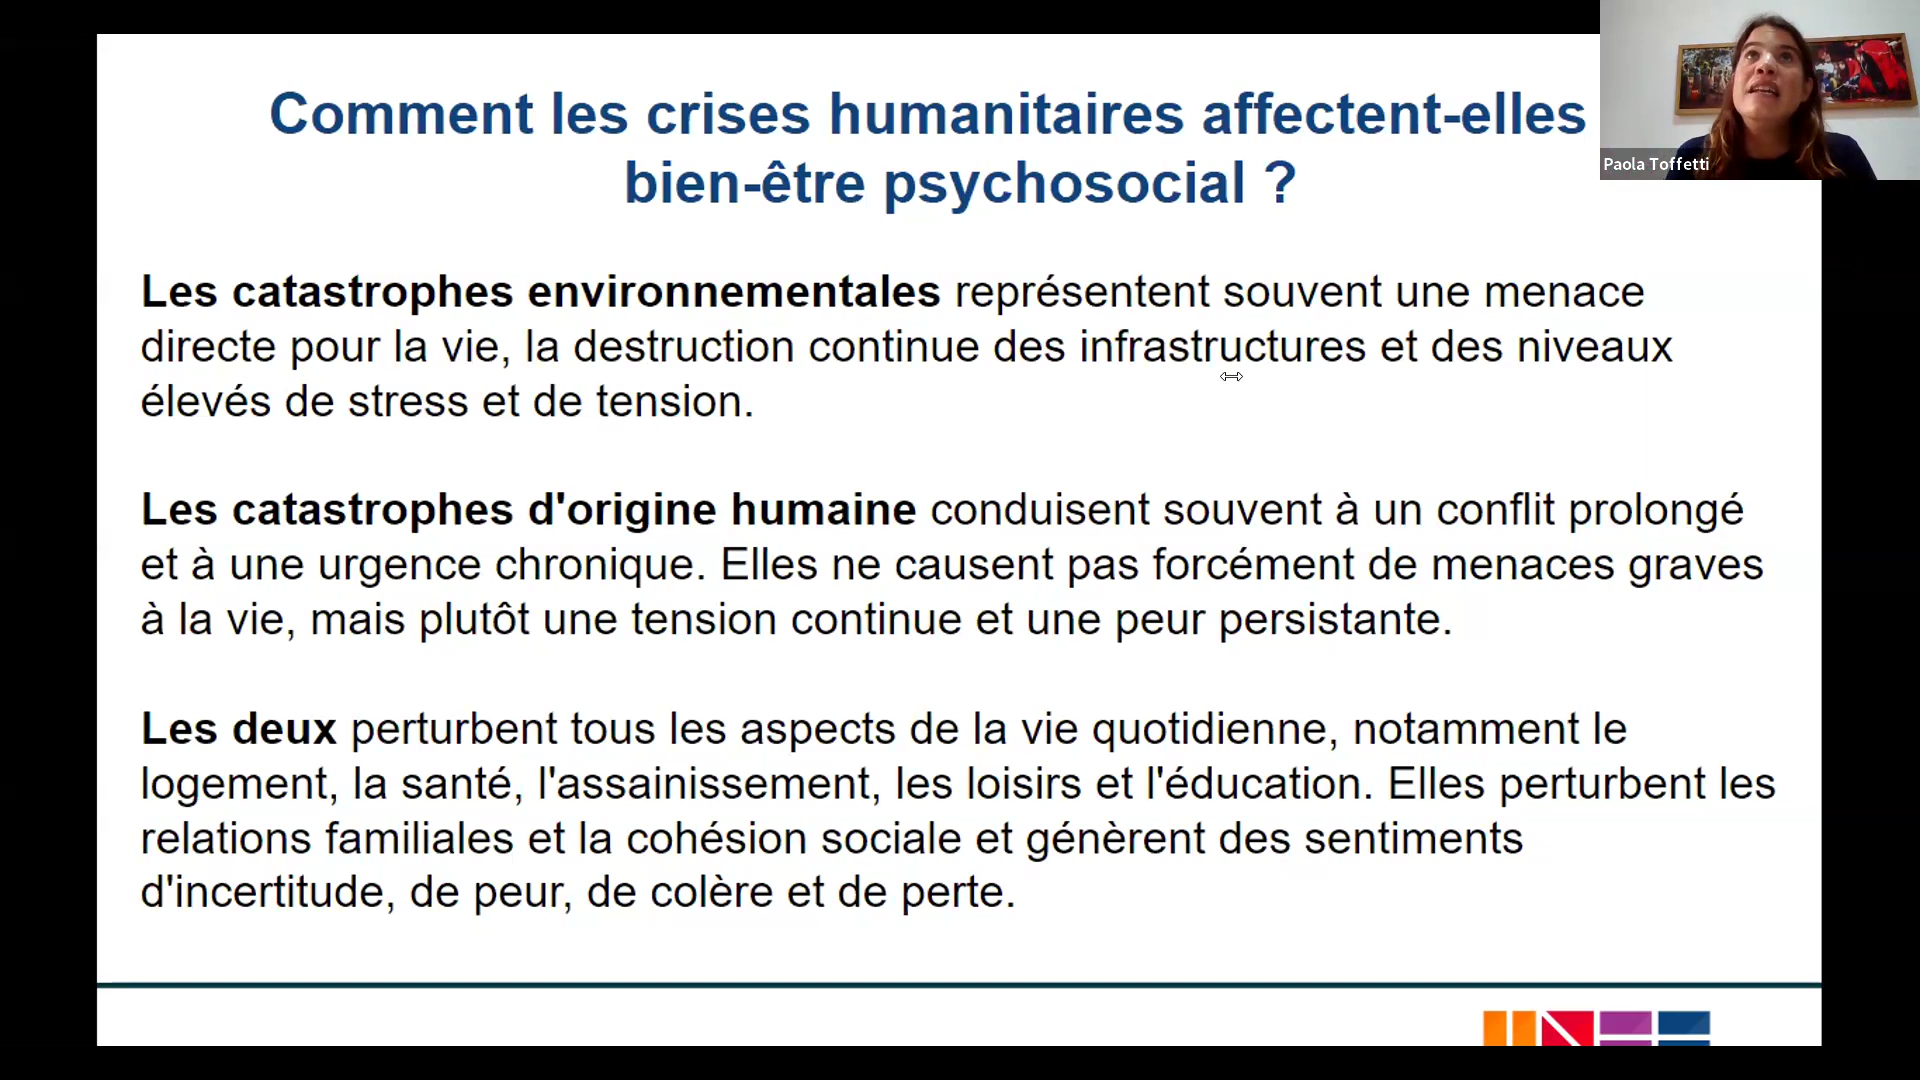 Comment les crises humanitaires affectent-elles
bien-être psychosocial ?
Paola Toffetti
Les catastrophes environnementales représentent souvent une menace
directe pour la vie, la destruction continue des infrastructures et des niveaux
élevés de stress et de tension.
Les catastrophes d'origine humaine conduisent souvent à un conflit prolongé
et à une urgence chronique. Elles ne causent pas forcément de menaces graves
à la vie, mais plutôt une tension continue et une peur persistante.
Les deux perturbent tous les aspects de la vie quotidienne, notamment le
logement, la santé, l'assainissement, les loisirs et l'éducation. Elles perturbent les
relations familiales et la cohésion sociale et génèrent des sentiments
d'incertitude, de peur, de colère et de perte.